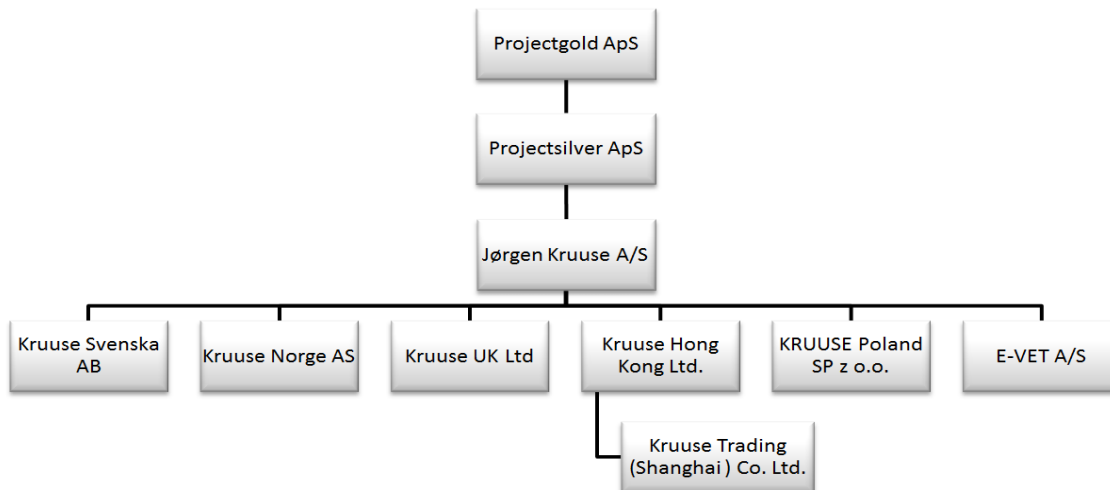 Projectgold ApS
Projectsilver ApS
Jørgen Kruuse A/S
Kruuse Svenska
AB
Kruuse Norge AS
Kruuse UK Ltd
Kruuse Hong
Kong Ltd.
KRUUSE Poland
SP z o.o.
E-VET A/S
Kruuse Trading
(Shanghai ) Co. Ltd.